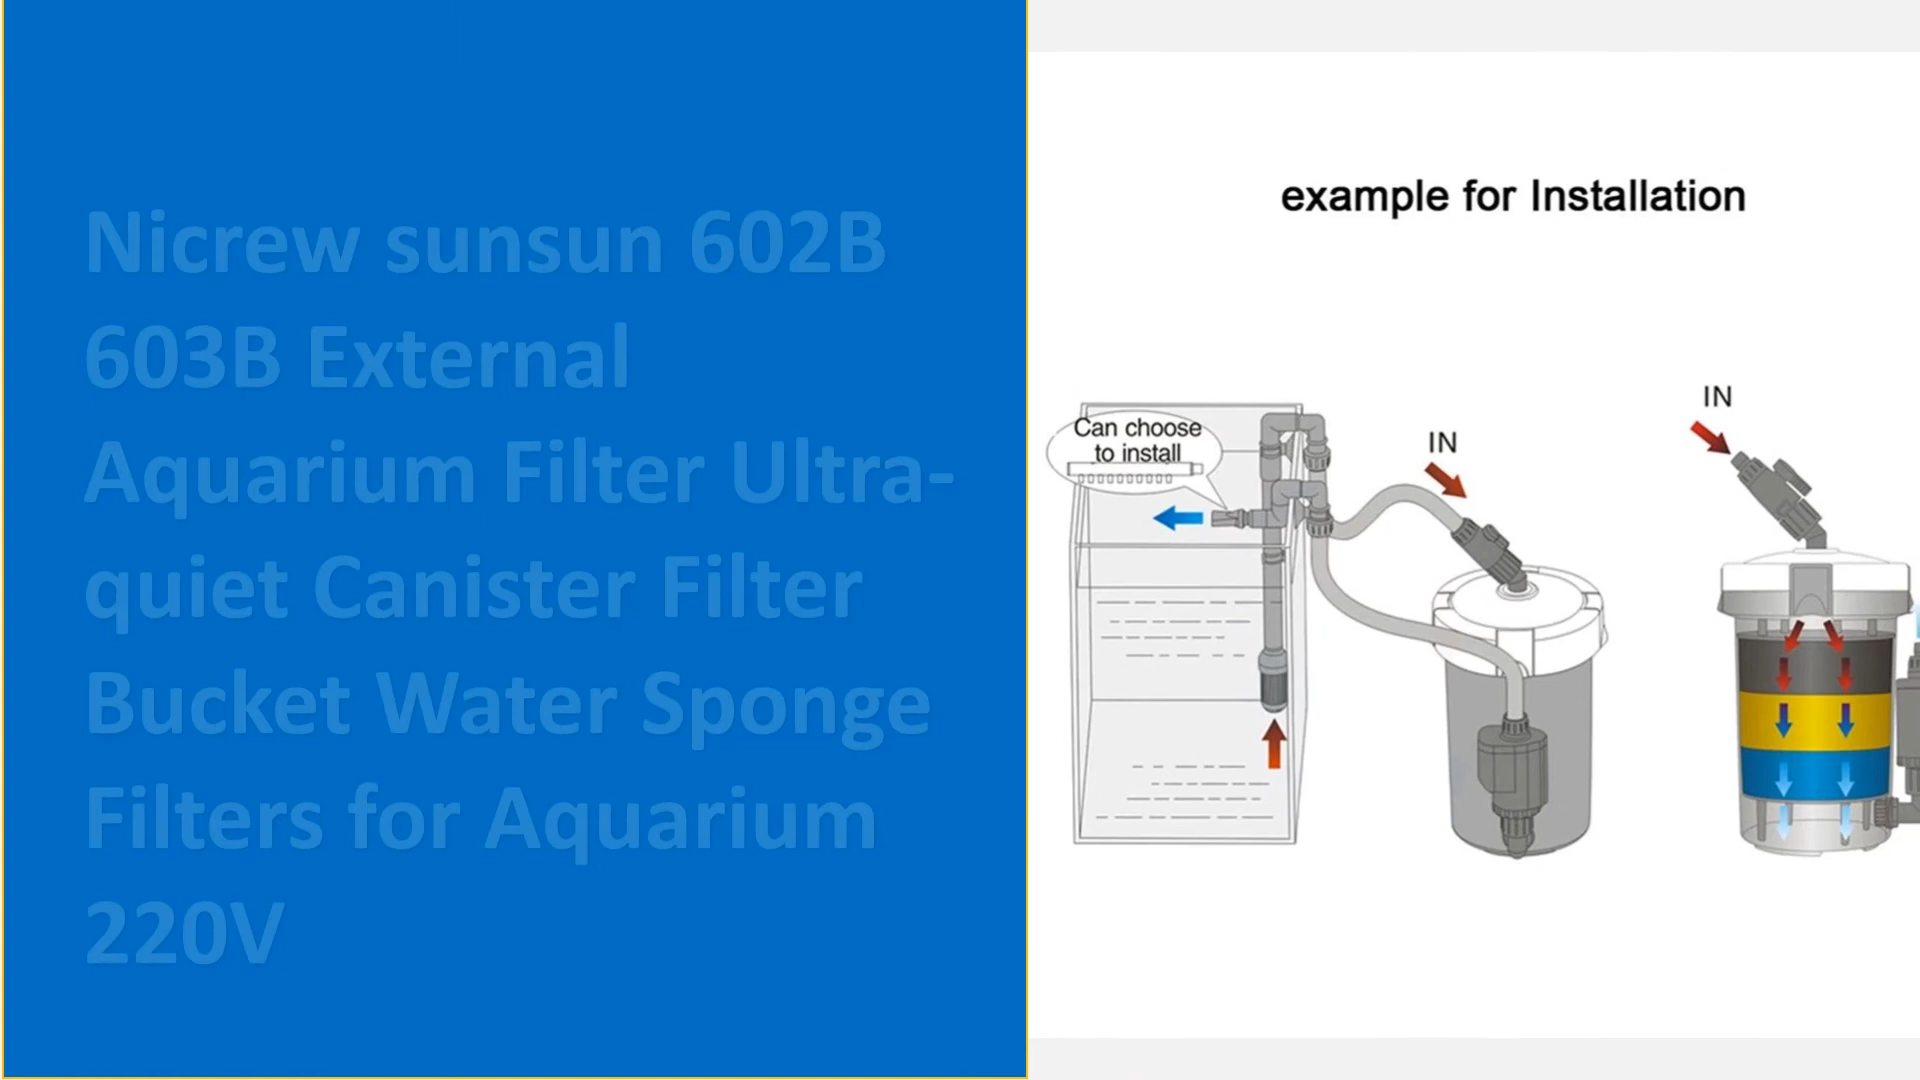 Nicrew sunsun 602B
603B External
Aquarium Filter Ultra-
quiet Canister Filter
Bucket Water Sponge
Filters for Aquarium
220V
example for Installation
Can choose
to install
IN
IN